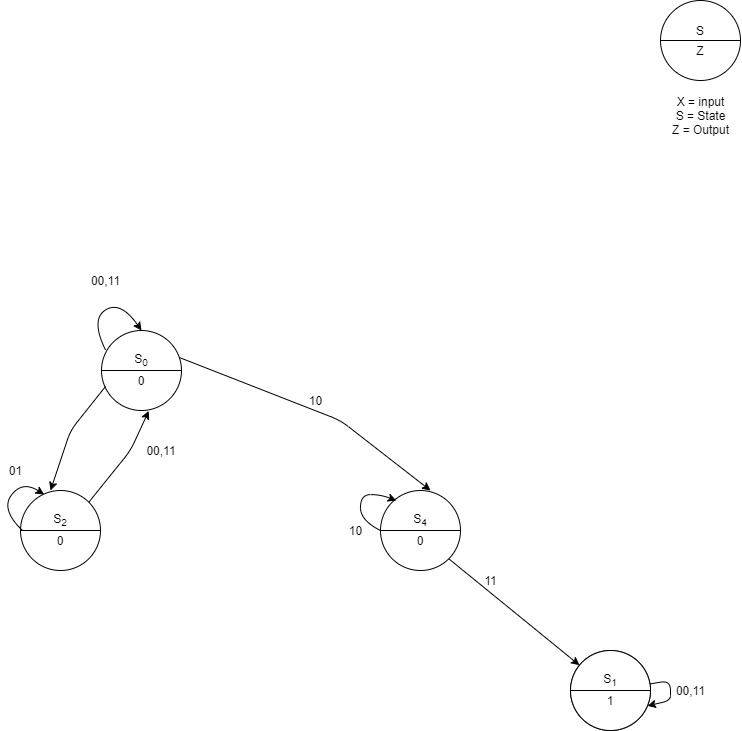 S
Z
X = input
S = State
Z = Output
00,11
S0
0
10
00,11
01
S2
0
S4
0
10
11
S1
1
00,11